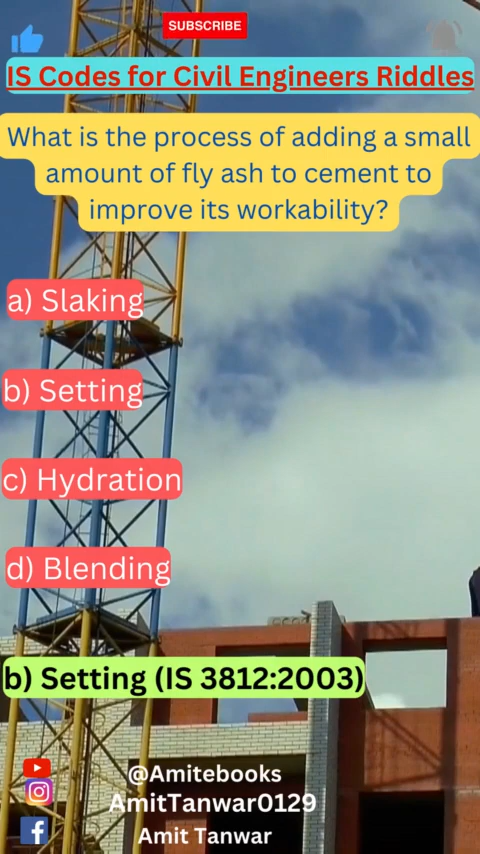 SUBSCRIBE
IS Codes for Civil Engineers Riddles
What is the process of adding a small
amount of fly ash to cement to
improve its workability?
a) Slaking
b) Setting
c) Hydration
d) Blending
b) Setting (IS 3812:2003)
@Amitebooks
AmitTanwar0129
Amit Tanwar